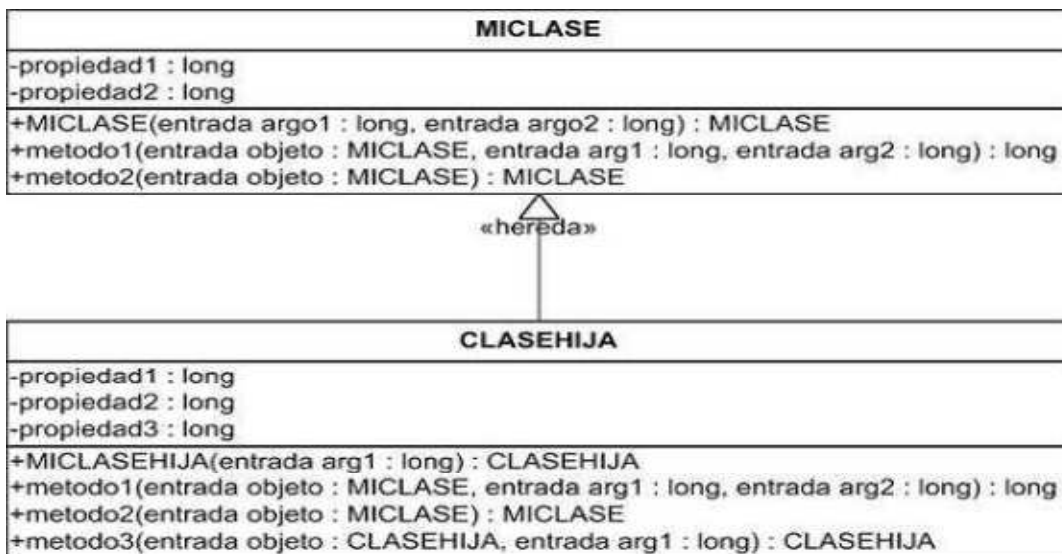 MICLASE
-propiedad1 : long
-propiedad2 : long
+MICLASE(entrada argo1 : long, entrada argo2 : long) : MICLASE
+metodo1(entrada objeto : MICLASE, entrada arg1 : long, entrada arg2 : long) : long
+metodo2(entrada objeto : MICLASE) : MICLASE
«hereda»
CLASEHIJA
-propiedad1 : long
-propiedad2 : long
-propiedad3 : long
+MICLASEHIJA(entrada arg1 : long) : CLASEHIJA
+metodo1(entrada objeto : MICLASE, entrada arg1 : long, entrada arg2 : long) : long
+metodo2(entrada objeto : MICLASE) : MICLASE
+metodo3(entrada objeto : CLASEHIJA, entrada arg1 : long) : CLASEHIJA